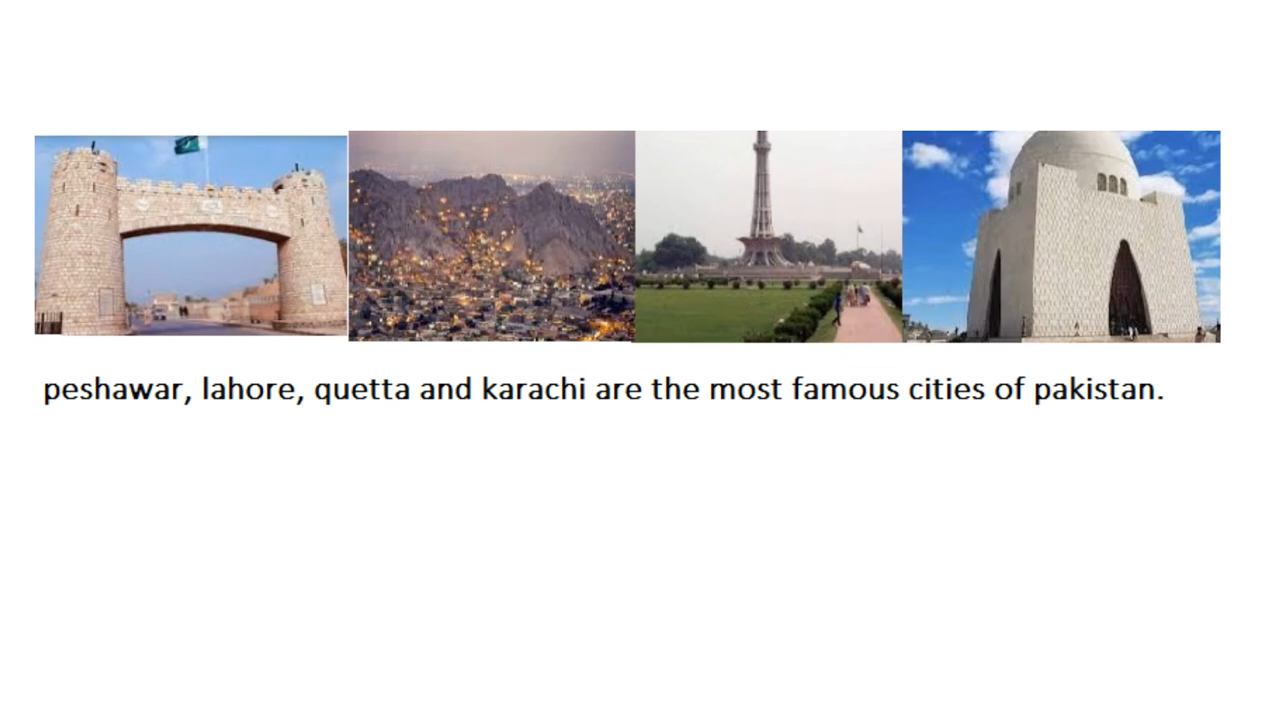 peshawar, lahore, quetta and karachi are the most famous cities of pakistan.